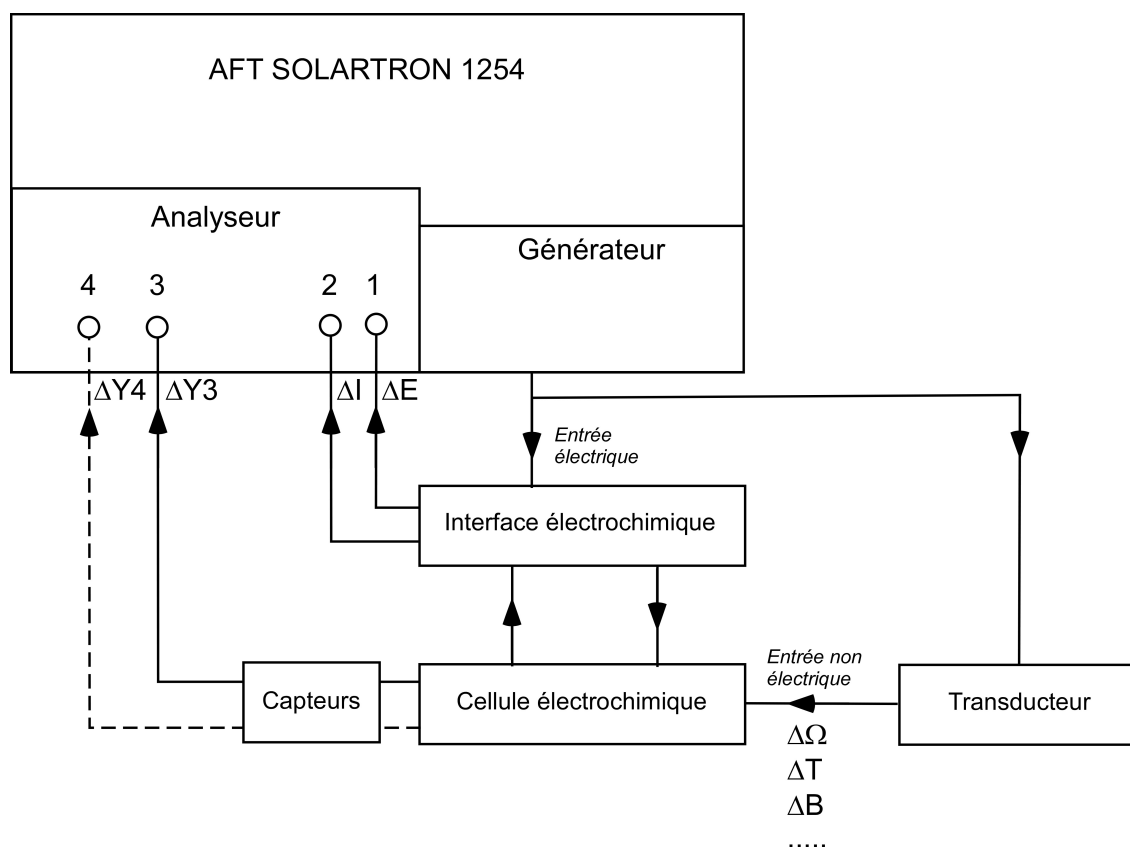 AFT SOLARTRON 1254
Analyseur
Générateur
4 3 2 1
ΔY4 ΔY3 ΔI ΔE
Entrée
électrique
Interface électrochimique
Entrée non
électrique
Capteurs
Cellule électrochimique
Transducteur
ΔΩ
ΔT
ΔB
.....